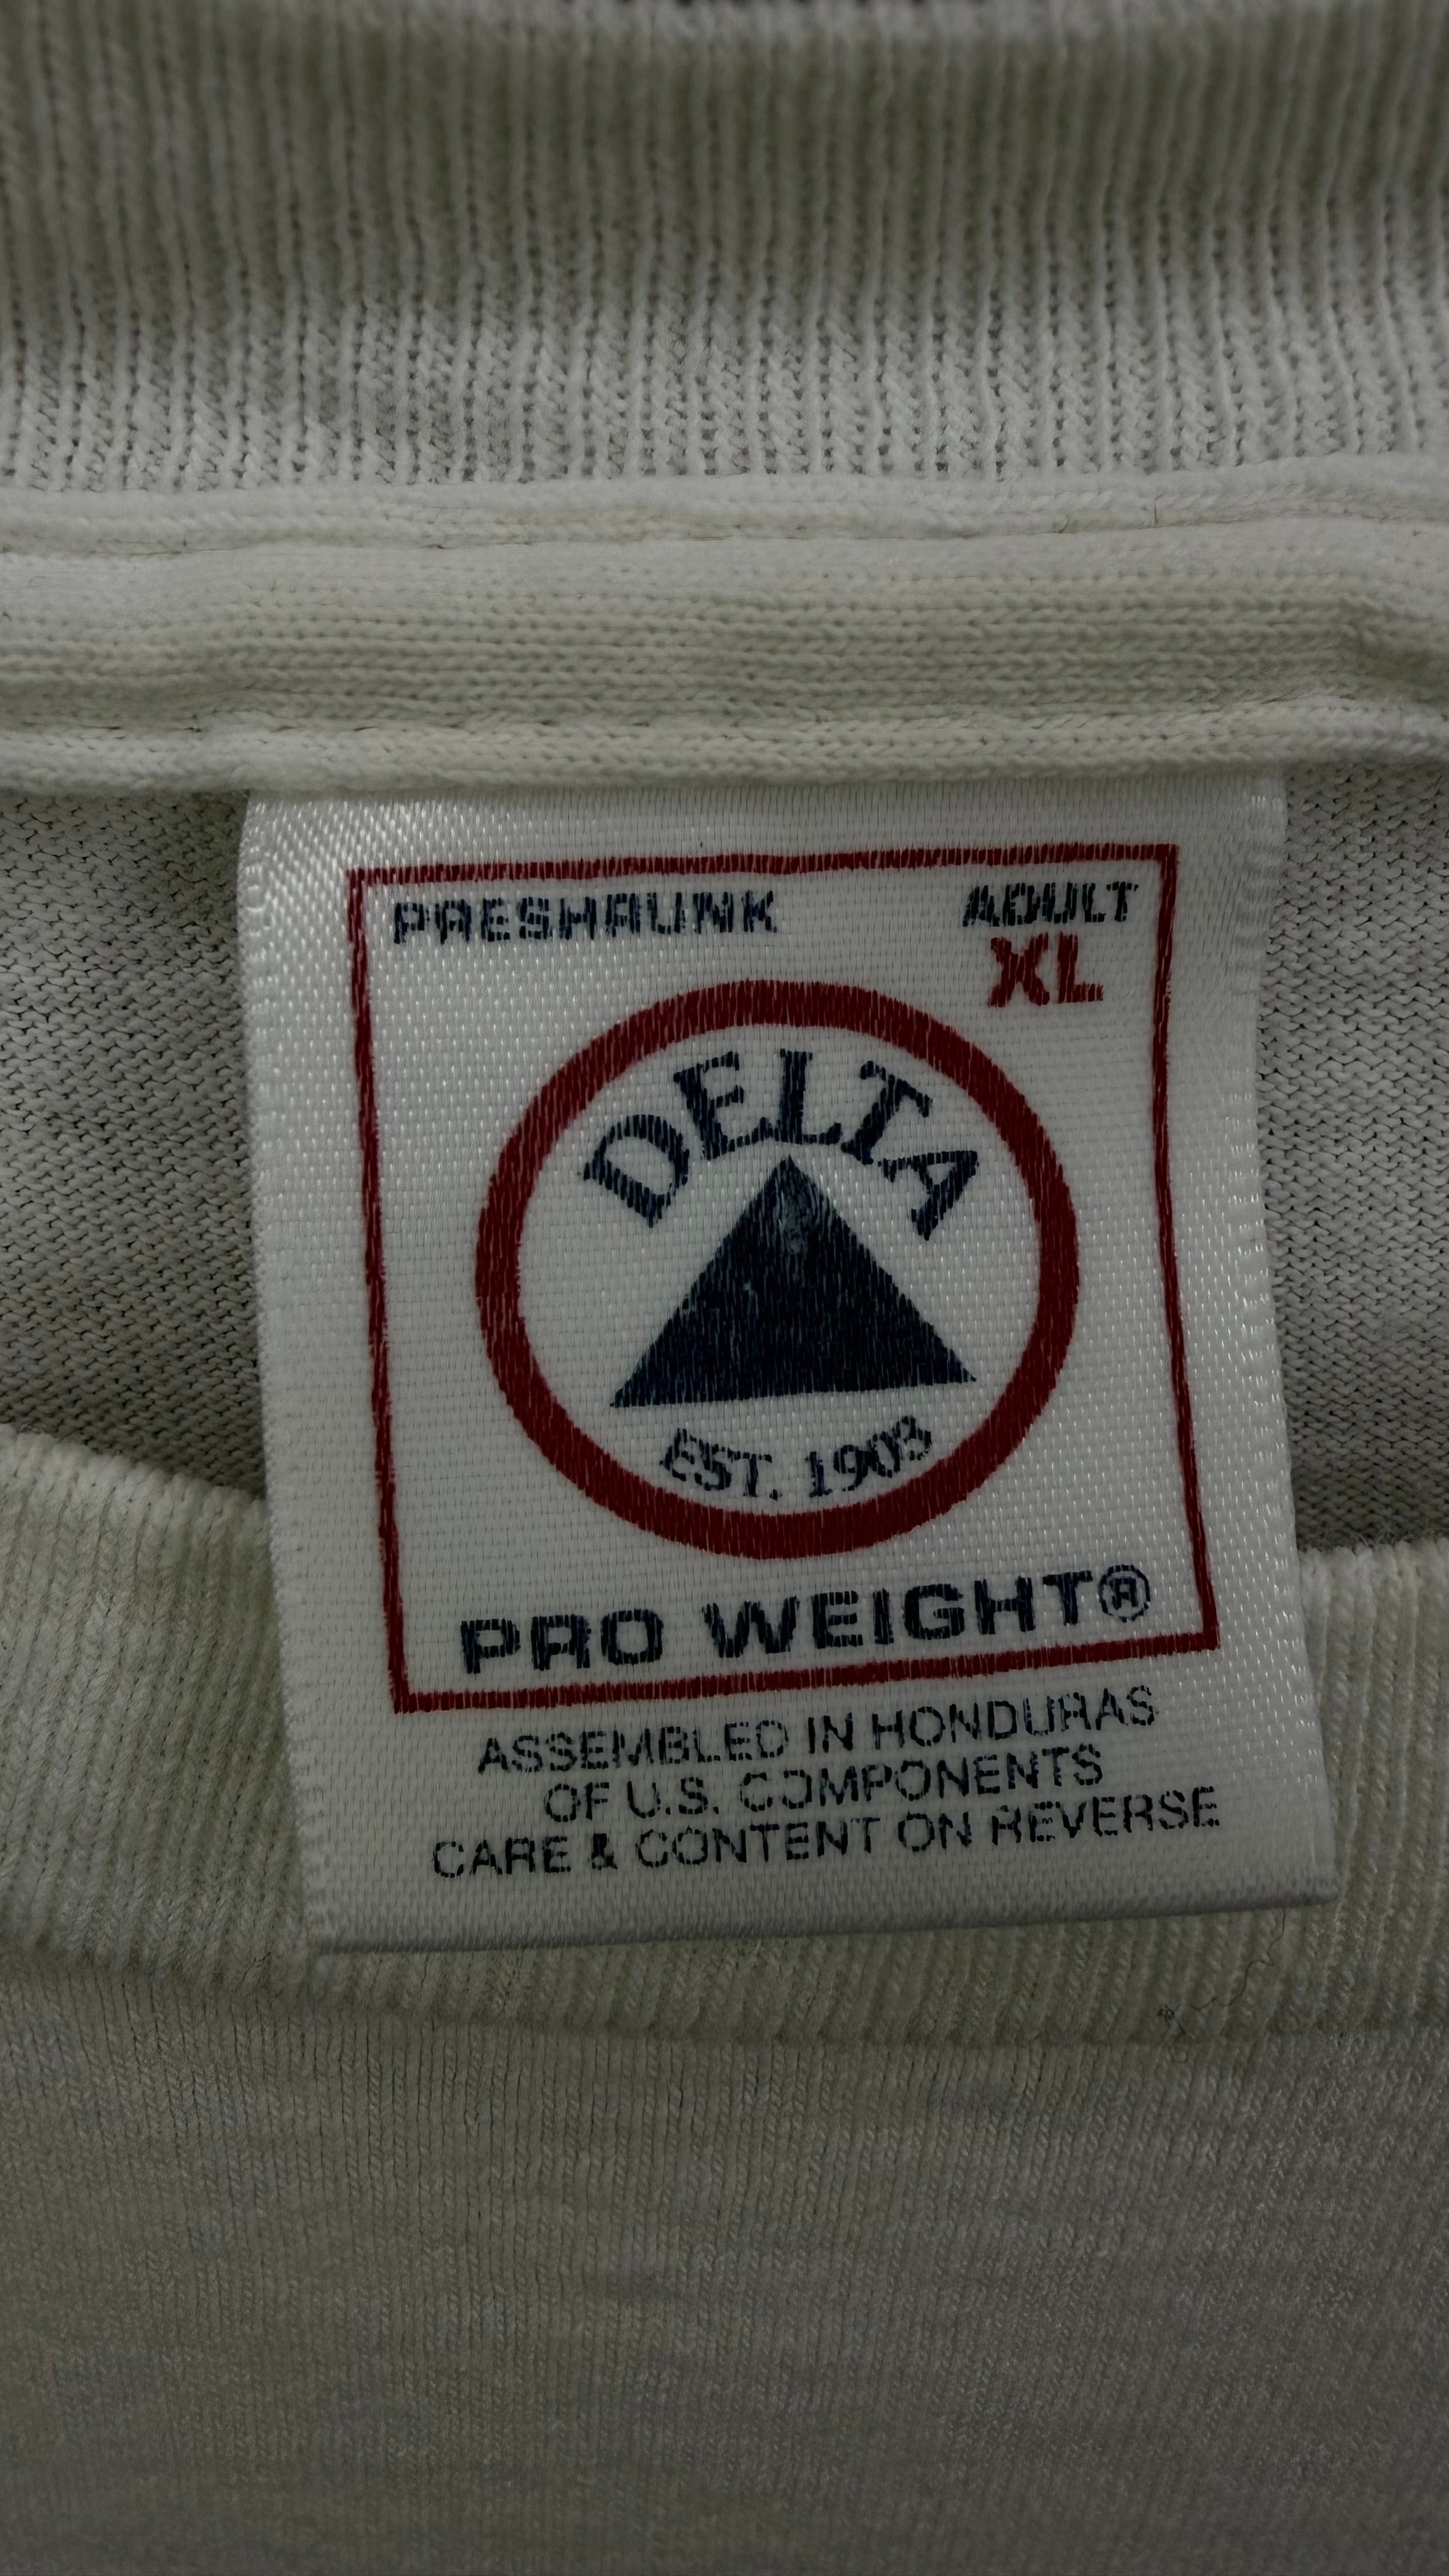 PRESHRUNK ADULT
XL
DELTA
EST. 1903
PRO WEIGHT®
ASSEMBLED IN HONDURAS
OF U.S. COMPONENTS
CARE & CONTENT ON REVERSE